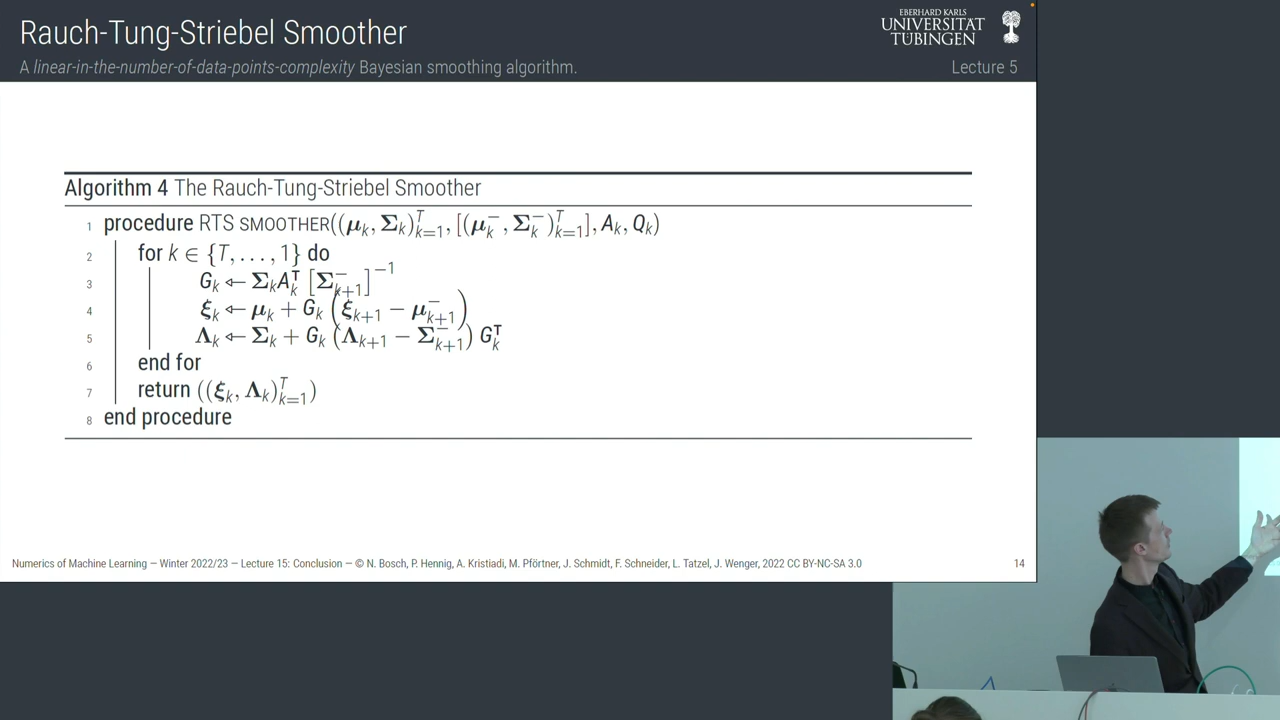 Rauch-Tung-Striebel Smoother
A linear-in-the-number-of-data-points-complexity Bayesian smoothing algorithm.
EBERHARD KARLS
UNIVERSITÄT
TÜBINGEN
Lecture 5
Algorithm 4 The Rauch-Tung-Striebel Smoother
1 procedure RTS SMOOTHER((μ_k, Σ_k)_{k=1}^T, [(μ_k^−, Σ_k^−)_{k=1}^T], A_k, Q_k)
2 for k ∈ {T, . . . , 1} do
3 G_k ← Σ_k A_k^⊤ [Σ_{k+1}^−]^{−1}
4 ξ_k ← μ_k + G_k (ξ_{k+1} − μ_{k+1}^−)
5 Λ_k ← Σ_k + G_k (Λ_{k+1} − Σ_{k+1}^−) G_k^⊤
6 end for
7 return ((ξ_k, Λ_k)_{k=1}^T)
8 end procedure
Numerics of Machine Learning — Winter 2022/23 — Lecture 15: Conclusion — © N. Bosch, P. Hennig, A. Kristiadi, M. Pförtner, J. Schmidt, F. Schneider, L. Tatzel, J. Wenger, 2022 CC BY-NC-SA 3.0
14